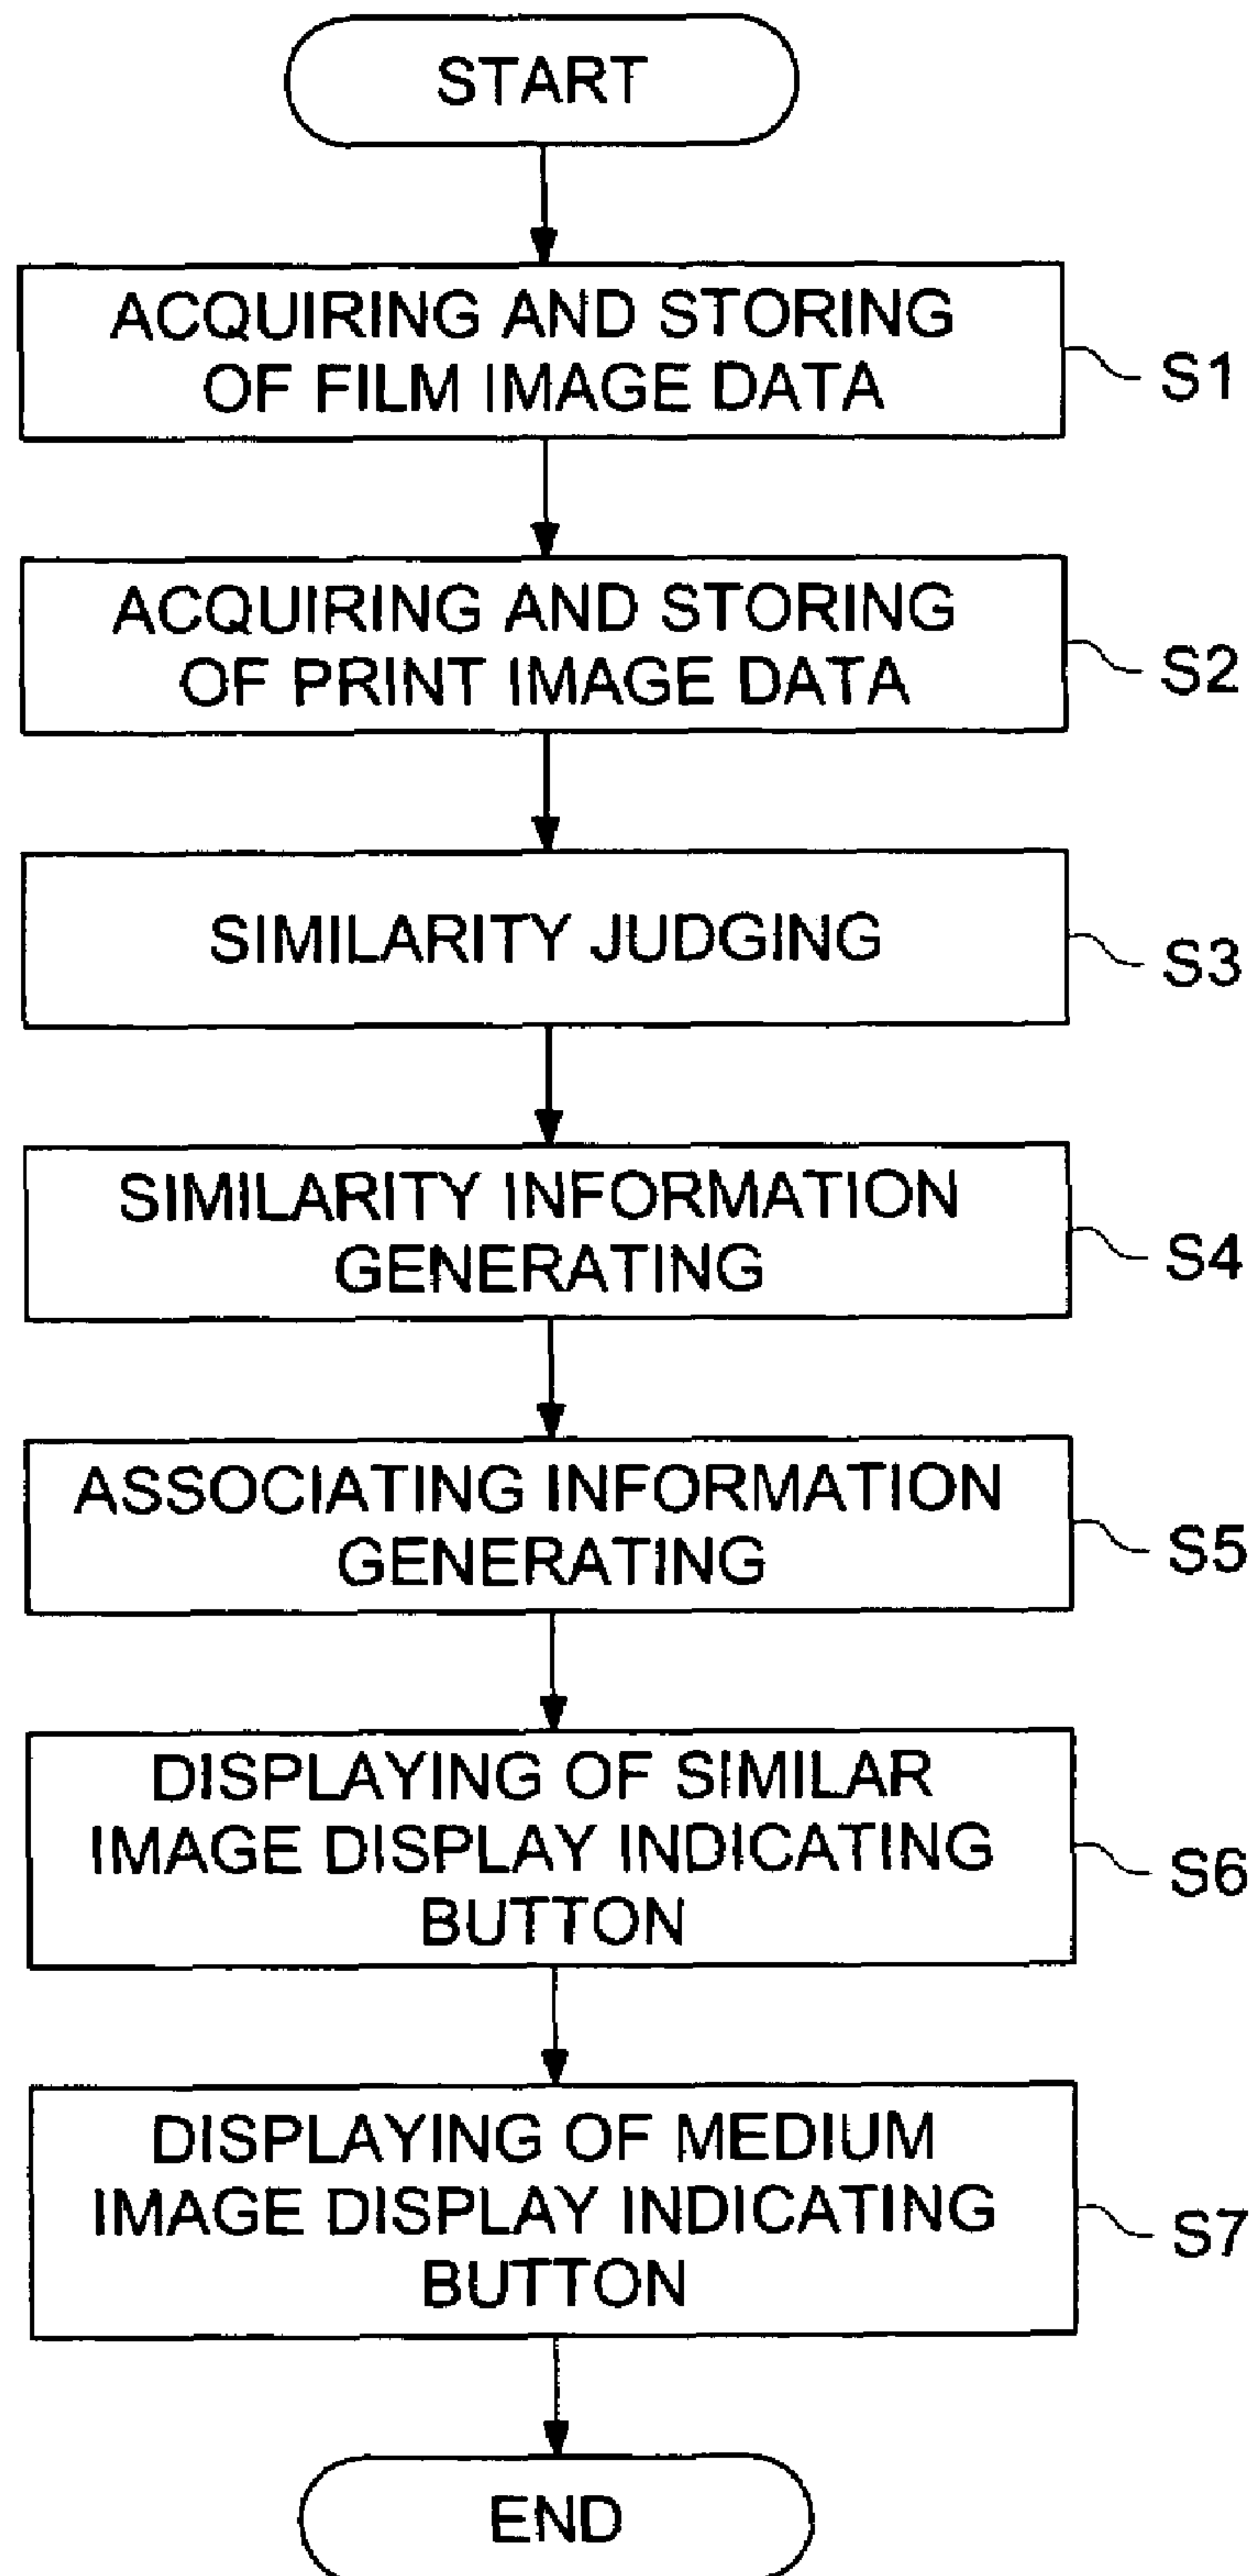 START
ACQUIRING AND STORING
OF FILM IMAGE DATA
S1
ACQUIRING AND STORING
OF PRINT IMAGE DATA
S2
SIMILARITY JUDGING
S3
SIMILARITY INFORMATION
GENERATING
S4
ASSOCIATING INFORMATION
GENERATING
S5
DISPLAYING OF SIMILAR
IMAGE DISPLAY INDICATING
BUTTON
S6
DISPLAYING OF MEDIUM
IMAGE DISPLAY INDICATING
BUTTON
S7
END